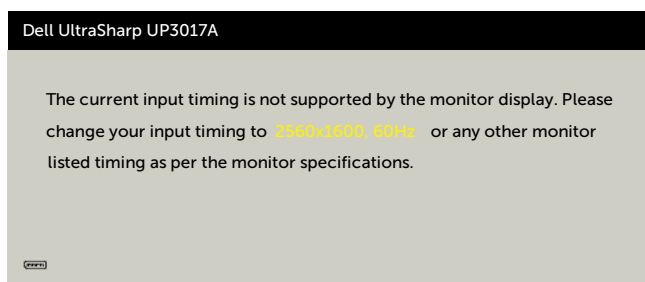 Dell UltraSharp UP3017A
The current input timing is not supported by the monitor display. Please
change your input timing to 2560x1600, 60Hz or any other monitor
listed timing as per the monitor specifications.